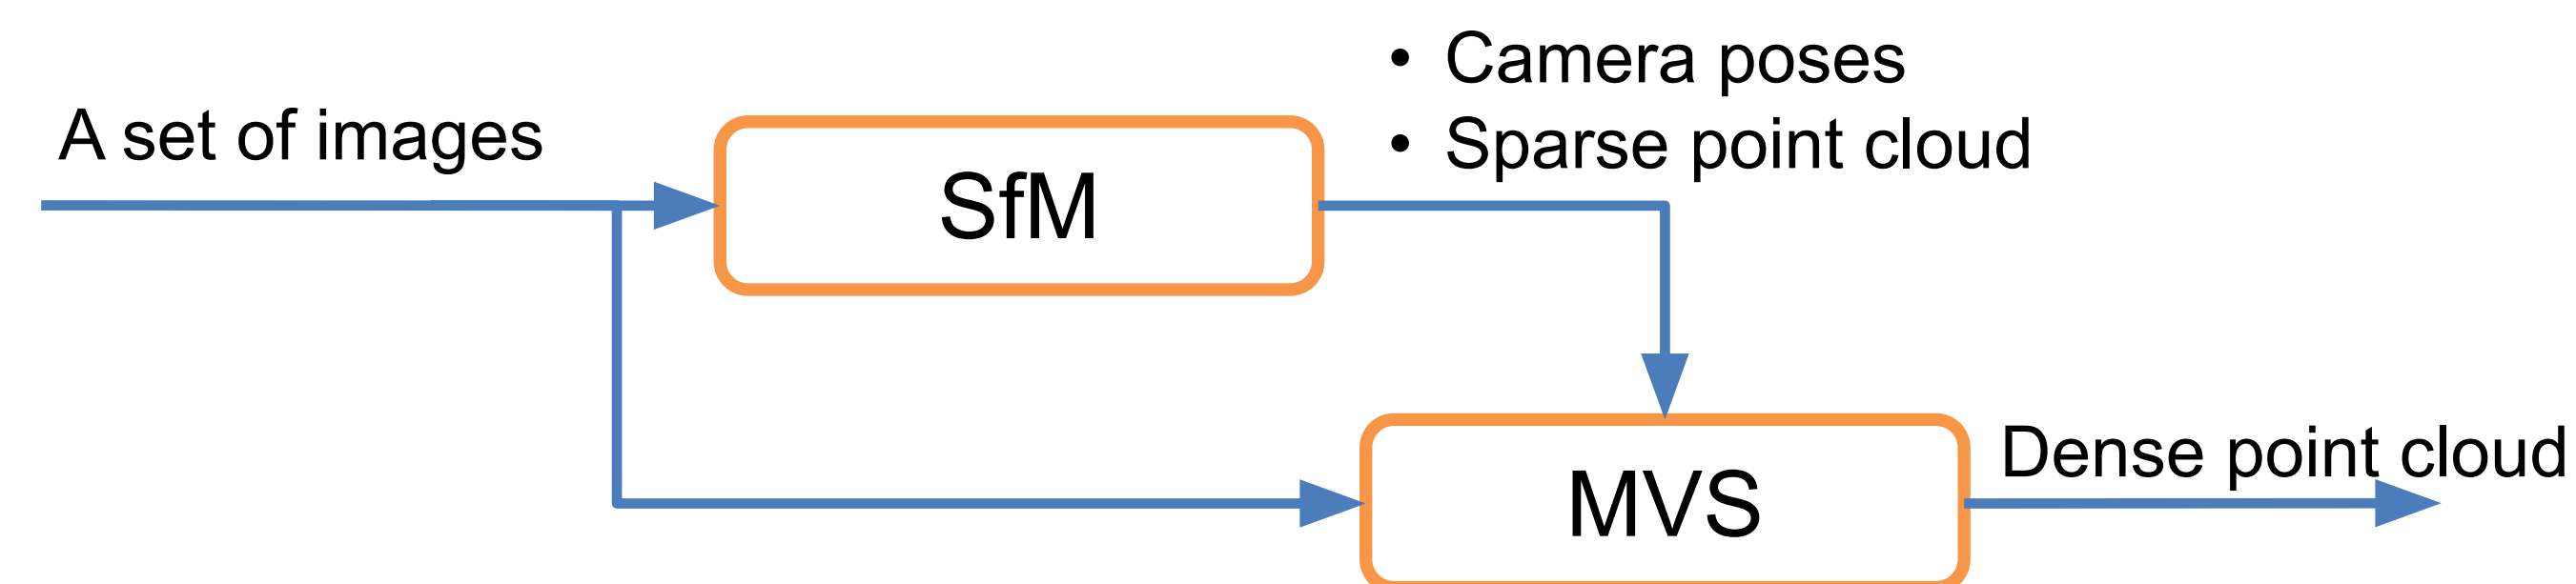 • Camera poses
A set of images
• Sparse point cloud
SfM
Dense point cloud
MVS